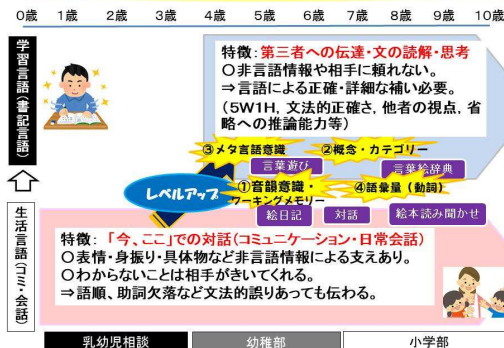 0歳 1歳 2歳 3歳 4歳 5歳 6歳 7歳 8歳 9歳 10歳
学習言語(書記言語)
特徴:第三者への伝達・文の読解・思考
〇非言語情報や相手に頼れない。
⇒言語による正確・詳細な補い必要。
(5W1H, 文法的正確さ, 他者の視点, 省
略への推論能力等)
③メタ言語意識 ②概念・カテゴリー
言葉遊び 言葉絵辞典
レベルアップ
①音韻意識・
ワーキングメモリー
④語彙量(動詞)
絵日記 対話 絵本読み聞かせ
生活言語(コミ・会話)
特徴:「今、ここ」での対話(コミュニケーション・日常会話)
〇表情・身振り・具体物など非言語情報による支えあり。
〇わからないことは相手がきいてくれる。
⇒語順、助詞欠落など文法的誤りあっても伝わる。
乳幼児相談 幼稚部 小学部